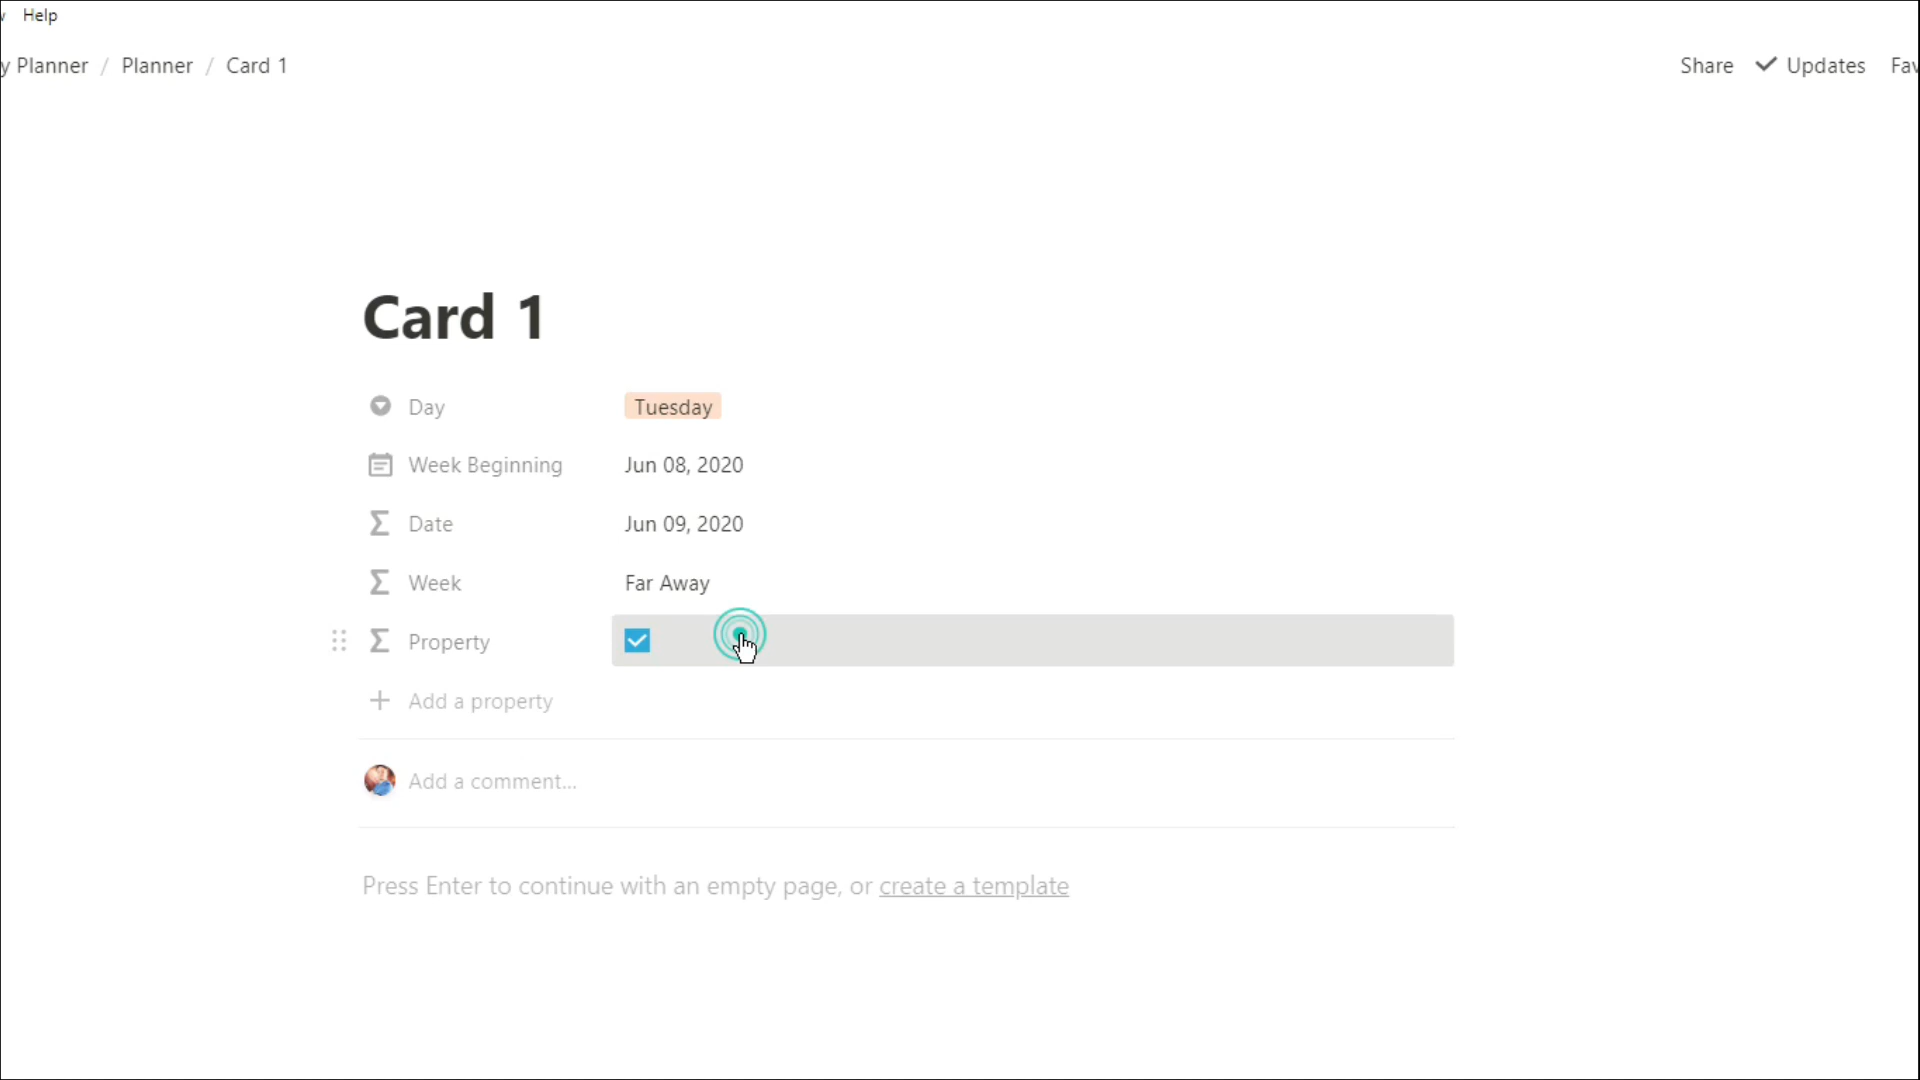 Help
y Planner / Planner / Card 1
Share Updates Fav
Card 1
Day Tuesday
Week Beginning Jun 08, 2020
Date Jun 09, 2020
Week Far Away
Property
Add a property
Add a comment...
Press Enter to continue with an empty page, or create a template